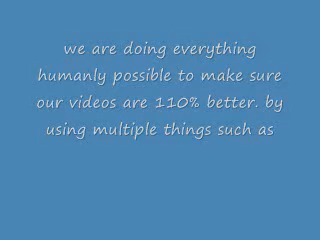 we are doing everything
humanly possible to make sure
our videos are 110% better. by
using multiple things such as